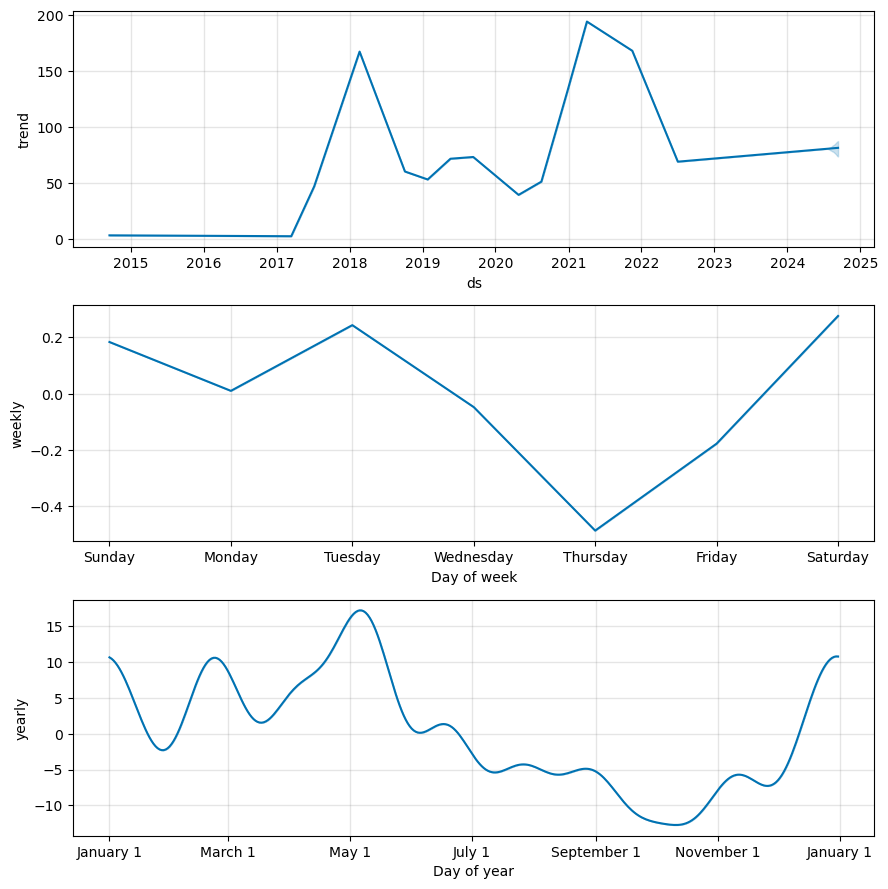 200
150
100
50
0
trend
2015 2016 2017 2018 2019 2020 2021 2022 2023 2024 2025
ds
0.2
0.0
−0.2
−0.4
weekly
Sunday Monday Tuesday Wednesday Thursday Friday Saturday
Day of week
15
10
5
0
−5
−10
yearly
January 1 March 1 May 1 July 1 September 1 November 1 January 1
Day of year